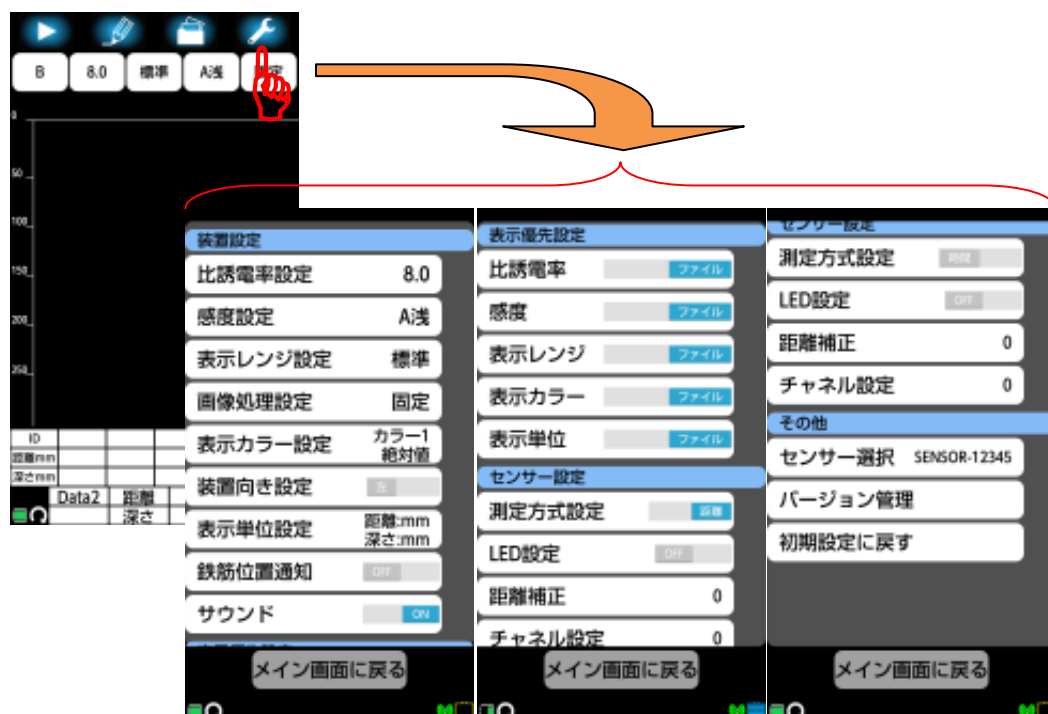 B 8.0 標準 A浅
0
50
100
150
200
250
ID
距離mm
深さmm
Data2 距離
深さ
装置設定
比誘電率設定 8.0
感度設定 A浅
表示レンジ設定 標準
画像処理設定 固定
表示カラー設定 カラー1
絶対値
装置向き設定 左
表示単位設定 距離:mm
深さ:mm
鉄筋位置通知 OFF
サウンド ON
メイン画面に戻る
表示優先設定
比誘電率 ファイル
感度 ファイル
表示レンジ ファイル
表示カラー ファイル
表示単位 ファイル
センサー設定
測定方式設定 距離
LED設定 OFF
距離補正 0
チャネル設定 0
メイン画面に戻る
センサー設定
測定方式設定 時間
LED設定 OFF
距離補正 0
チャネル設定 0
その他
センサー選択 SENSOR-12345
バージョン管理
初期設定に戻す
メイン画面に戻る